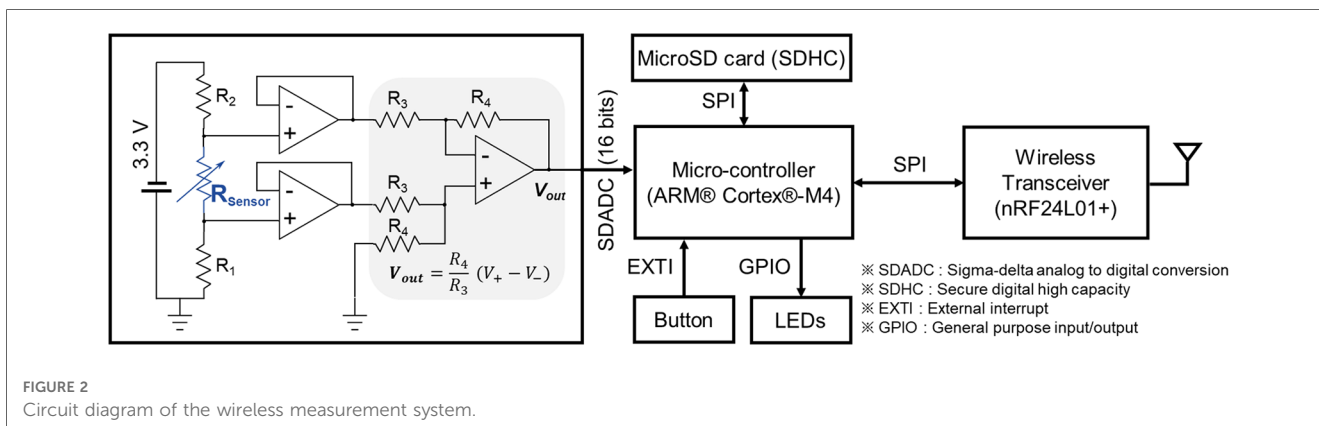 3.3 V
R2
RSensor
R1
-
+
-
+
R3
R4
-
+
R3
R4
Vout
Vout = R4/R3 (V+ − V−)
SDADC (16 bits)
MicroSD card (SDHC)
SPI
Micro-controller
(ARM® Cortex®-M4)
SPI
Wireless
Transceiver
(nRF24L01+)
EXTI
GPIO
Button
LEDs
※ SDADC : Sigma-delta analog to digital conversion
※ SDHC : Secure digital high capacity
※ EXTI : External interrupt
※ GPIO : General purpose input/output
FIGURE 2
Circuit diagram of the wireless measurement system.